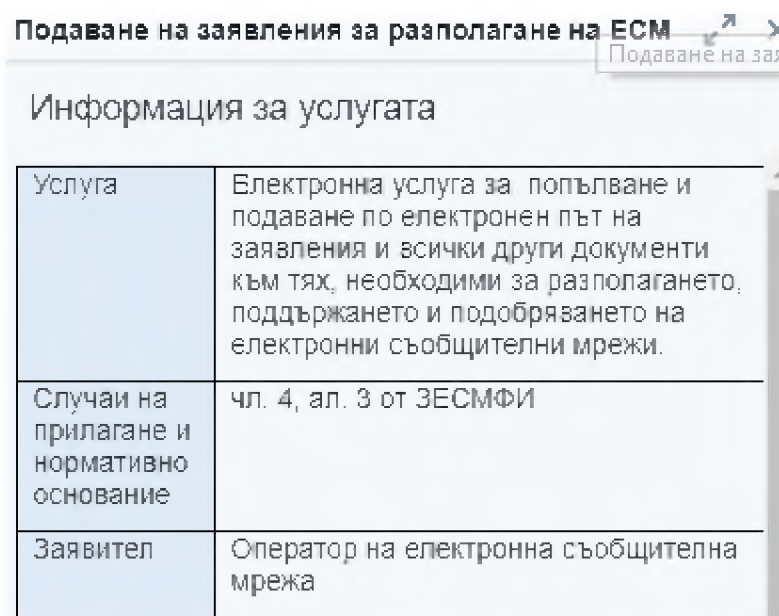 Подаване на заявления за разполагане на ЕСМ
Подаване на зая
Информация за услугата
Услуга
Електронна услуга за попълване и
подаване по електронен път на
заявления и всички други документи
към тях, необходими за разполагането,
поддържането и подобряването на
електронни съобщителни мрежи.
Случаи на
прилагане и
нормативно
основание
чл. 4, ал. 3 от ЗЕСМФИ
Заявител
Оператор на електронна съобщителна
мрежа